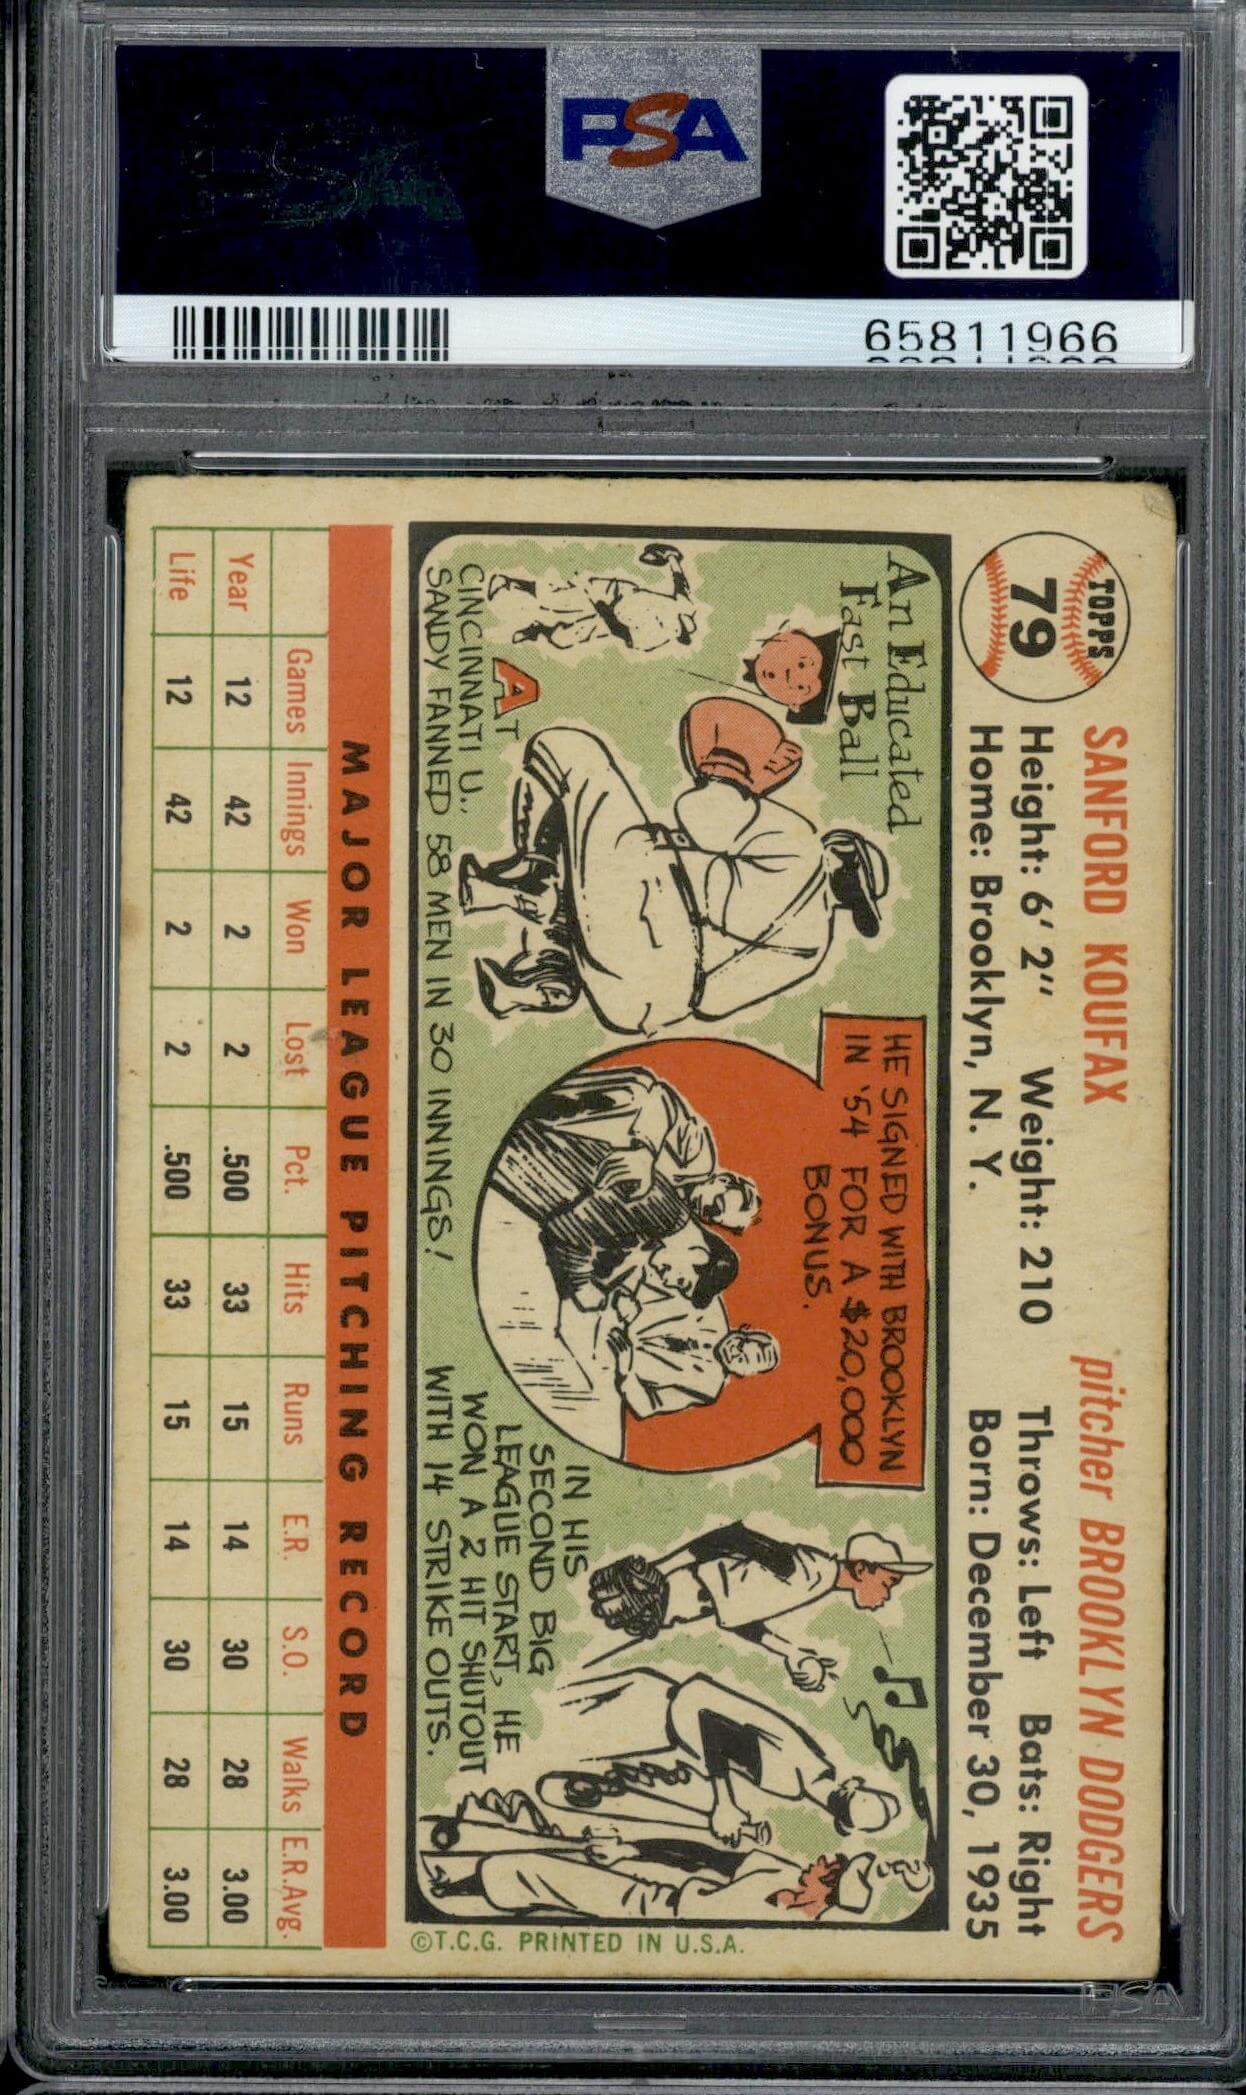 PSA
65811966
TOPPS
79
SANFORD KOUFAX pitcher BROOKLYN DODGERS
Height: 6' 2" Weight: 210 Throws: Left Bats: Right
Home: Brooklyn, N. Y. Born: December 30, 1935
An Educated
Fast Ball
AT
CINCINNATI U.,
SANDY FANNED 58 MEN IN 30 INNINGS!
HE SIGNED WITH BROOKLYN
IN '54 FOR A $20,000
BONUS.
IN HIS
SECOND BIG
LEAGUE START, HE
WON A 2 HIT SHUTOUT
WITH 14 STRIKE OUTS.
©T.C.G. PRINTED IN U.S.A.
MAJOR LEAGUE PITCHING RECORD
Games Innings Won Lost Pct. Hits Runs E.R. S.O. Walks E.R.Avg.
Year 12 42 2 2 .500 33 15 14 30 28 3.00
Life 12 42 2 2 .500 33 15 14 30 28 3.00
PSA